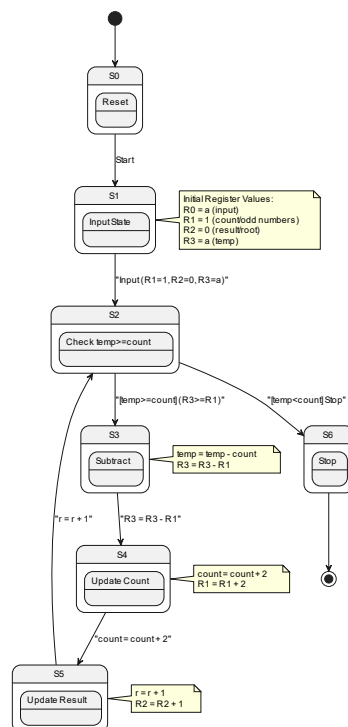 S0
Reset
Start
S1
Input State
Initial Register Values:
R0 = a (input)
R1 = 1 (count/odd numbers)
R2 = 0 (result/root)
R3 = a (temp)
"Input (R1=1, R2=0, R3=a)"
S2
Check temp>=count
"[temp>=count] (R3>=R1)"
"[temp<count] Stop"
S3
Subtract
temp = temp - count
R3 = R3 - R1
S6
Stop
"r = r + 1"
"R3 = R3 - R1"
S4
Update Count
count = count + 2
R1 = R1 + 2
"count = count + 2"
S5
Update Result
r = r + 1
R2 = R2 + 1